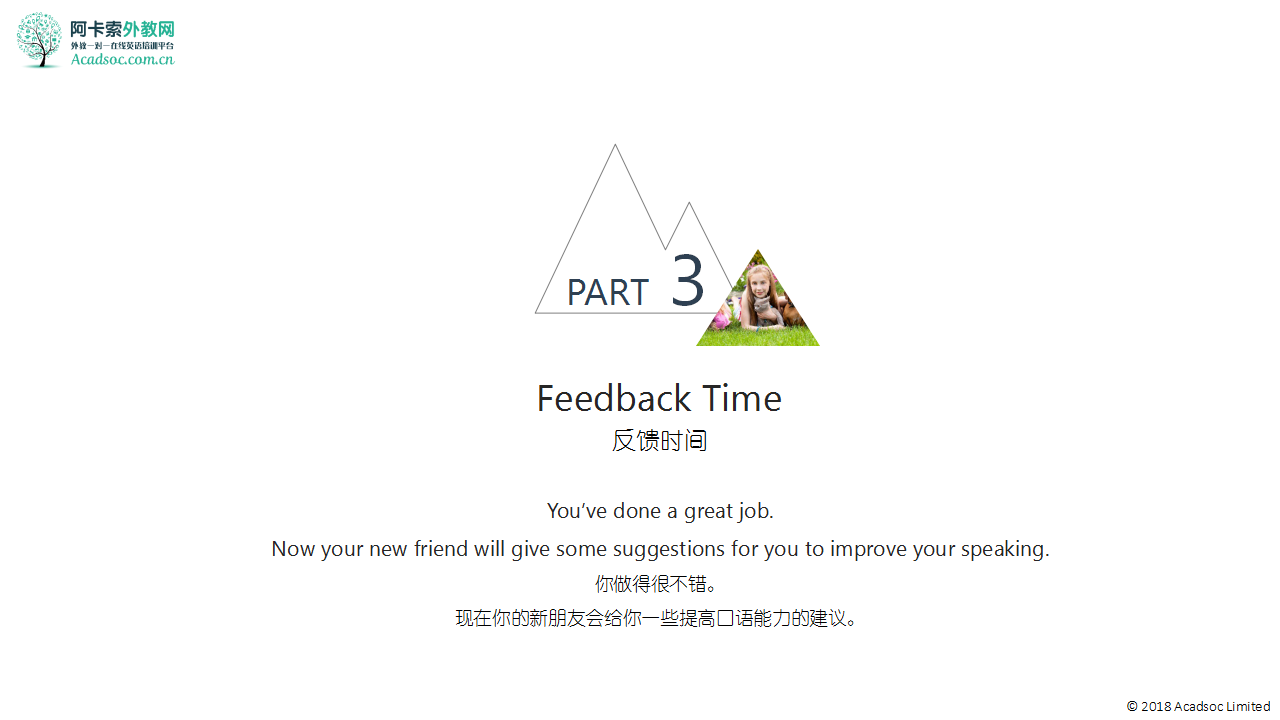 阿卡索外教网
外教一对一在线英语培训平台
Acadsoc.com.cn
PART 3
Feedback Time
反馈时间
You’ve done a great job.
Now your new friend will give some suggestions for you to improve your speaking.
你做得很不错。
现在你的新朋友会给你一些提高口语能力的建议。
© 2018 Acadsoc Limited